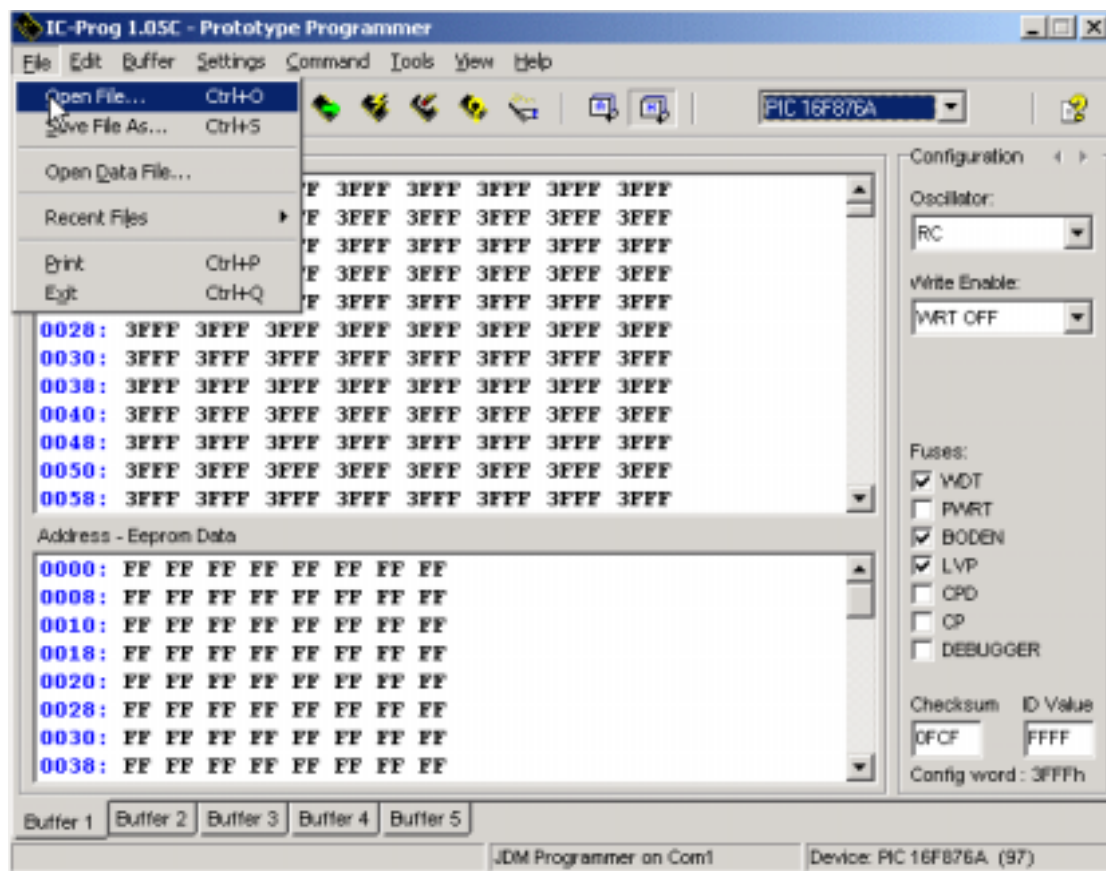 IC-Prog 1.05C - Prototype Programmer
File Edit Buffer Settings Command Tools View Help
Open File... Ctrl+O
Save File As... Ctrl+S
Open Data File...
Recent Files
Print Ctrl+P
Exit Ctrl+Q
PIC 16F876A
3FFF 3FFF 3FFF 3FFF 3FFF
3FFF 3FFF 3FFF 3FFF 3FFF
3FFF 3FFF 3FFF 3FFF 3FFF
3FFF 3FFF 3FFF 3FFF 3FFF
3FFF 3FFF 3FFF 3FFF 3FFF
0028: 3FFF 3FFF 3FFF 3FFF 3FFF 3FFF 3FFF 3FFF
0030: 3FFF 3FFF 3FFF 3FFF 3FFF 3FFF 3FFF 3FFF
0038: 3FFF 3FFF 3FFF 3FFF 3FFF 3FFF 3FFF 3FFF
0040: 3FFF 3FFF 3FFF 3FFF 3FFF 3FFF 3FFF 3FFF
0048: 3FFF 3FFF 3FFF 3FFF 3FFF 3FFF 3FFF 3FFF
0050: 3FFF 3FFF 3FFF 3FFF 3FFF 3FFF 3FFF 3FFF
0058: 3FFF 3FFF 3FFF 3FFF 3FFF 3FFF 3FFF 3FFF
Address - Eeprom Data
0000: FF FF FF FF FF FF FF FF
0008: FF FF FF FF FF FF FF FF
0010: FF FF FF FF FF FF FF FF
0018: FF FF FF FF FF FF FF FF
0020: FF FF FF FF FF FF FF FF
0028: FF FF FF FF FF FF FF FF
0030: FF FF FF FF FF FF FF FF
0038: FF FF FF FF FF FF FF FF
Configuration
Oscillator:
RC
Write Enable:
WRT OFF
Fuses:
WDT
PWRT
BODEN
LVP
CPD
CP
DEBUGGER
Checksum ID Value
0FCF FFFF
Config word : 3FFFh
Buffer 1 Buffer 2 Buffer 3 Buffer 4 Buffer 5
JDM Programmer on Com1 Device: PIC 16F876A (97)